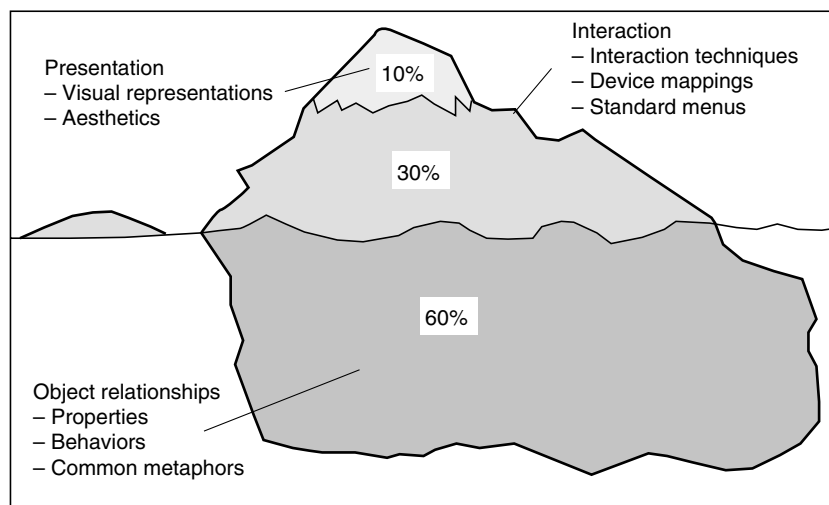 Presentation
– Visual representations
– Aesthetics
10%
Interaction
– Interaction techniques
– Device mappings
– Standard menus
30%
60%
Object relationships
– Properties
– Behaviors
– Common metaphors